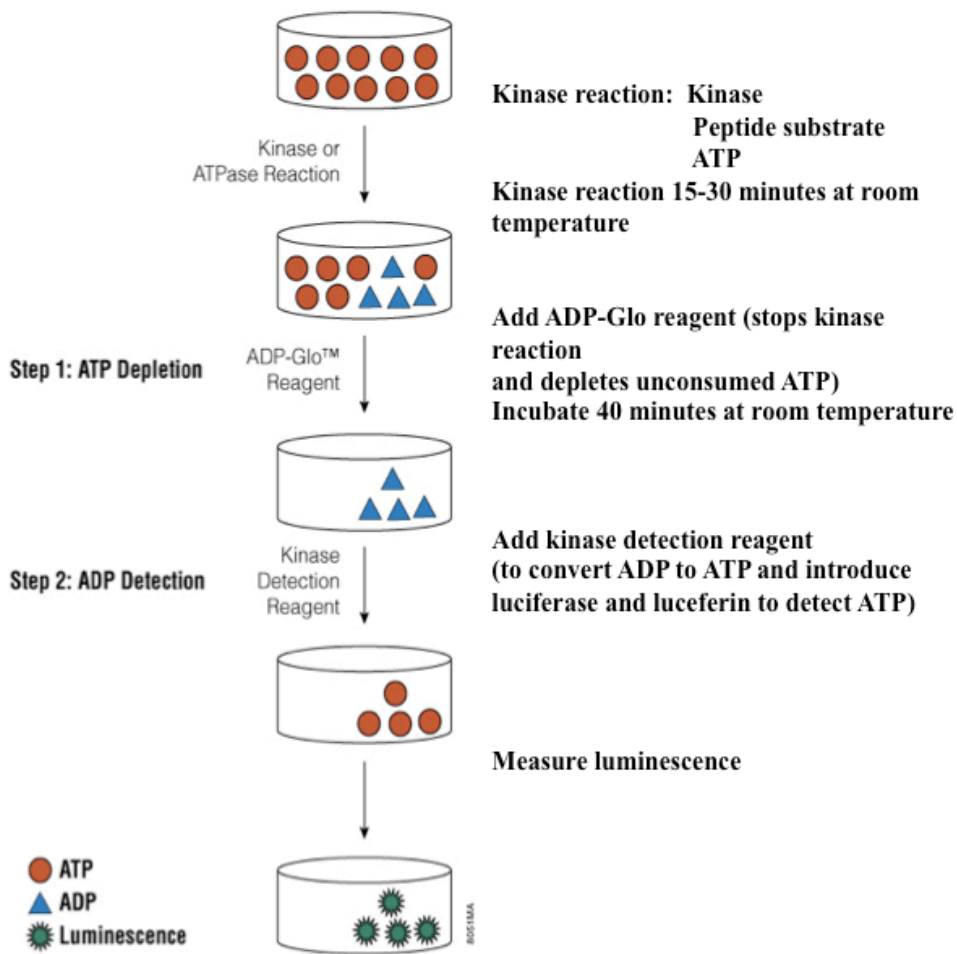 Kinase reaction: Kinase
Peptide substrate
ATP
Kinase or
ATPase Reaction
Kinase reaction 15-30 minutes at room
temperature
Step 1: ATP Depletion
ADP-Glo™
Reagent
Add ADP-Glo reagent (stops kinase
reaction
and depletes unconsumed ATP)
Incubate 40 minutes at room temperature
Step 2: ADP Detection
Kinase
Detection
Reagent
Add kinase detection reagent
(to convert ADP to ATP and introduce
luciferase and luceferin to detect ATP)
Measure luminescence
ATP
ADP
Luminescence
8051MA